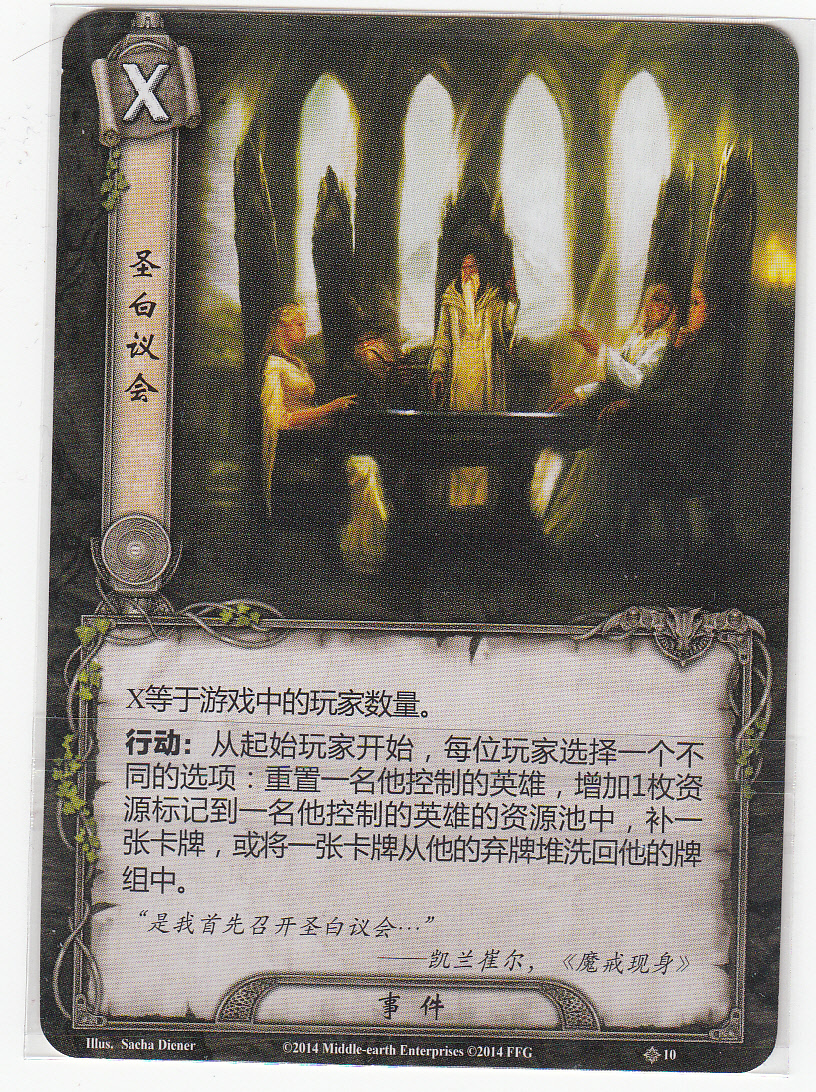 X
圣白议会
X等于游戏中的玩家数量。
行动：从起始玩家开始，每位玩家选择一个不
同的选项：重置一名他控制的英雄，增加1枚资
源标记到一名他控制的英雄的资源池中，补一
张卡牌，或将一张卡牌从他的弃牌堆洗回他的牌
组中。
“是我首先召开圣白议会…”
——凯兰崔尔，《魔戒现身》
事件
Illus. Sacha Diener
©2014 Middle-earth Enterprises ©2014 FFG
10